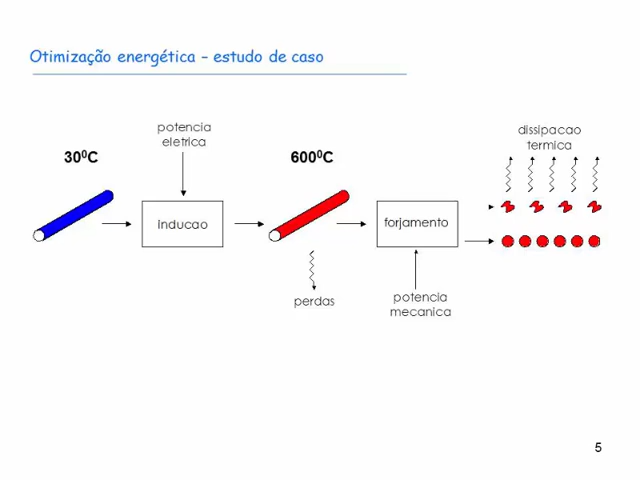 Otimização energética – estudo de caso
potencia
eletrica
30⁰C
600⁰C
dissipacao
termica
inducao
forjamento
perdas
potencia
mecanica
5